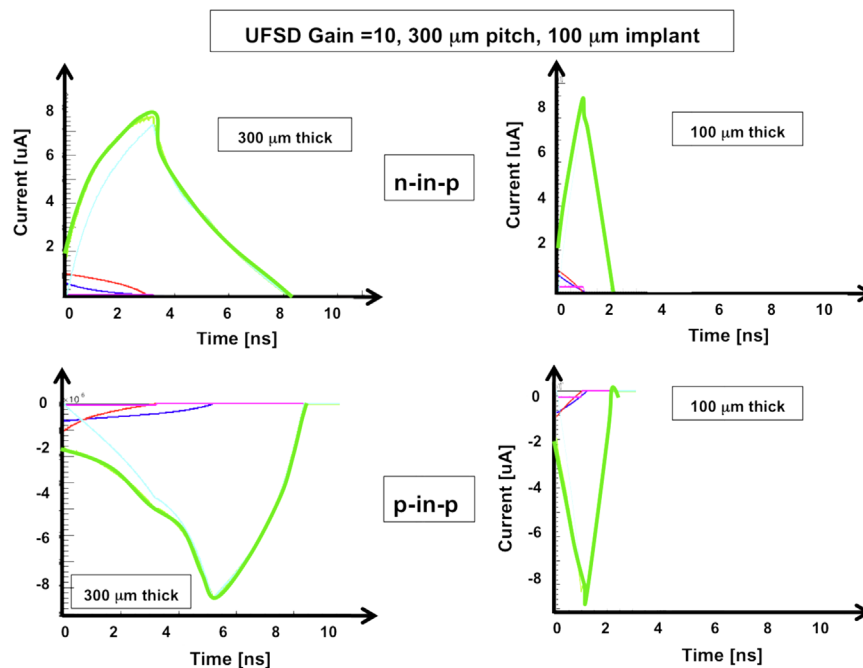 UFSD Gain =10, 300 μm pitch, 100 μm implant
Current [uA]
8
6
4
2
300 μm thick
0 2 4 6 8 10
Time [ns]
n-in-p
Current [uA]
8
6
4
2
100 μm thick
0 2 4 6 8 10
Time [ns]
Current [uA]
0
-2
-4
-6
-8
300 μm thick
0 2 4 6 8 10
Time [ns]
p-in-p
Current [uA]
0
-2
-4
-6
-8
100 μm thick
0 2 4 6 8 10
Time [ns]